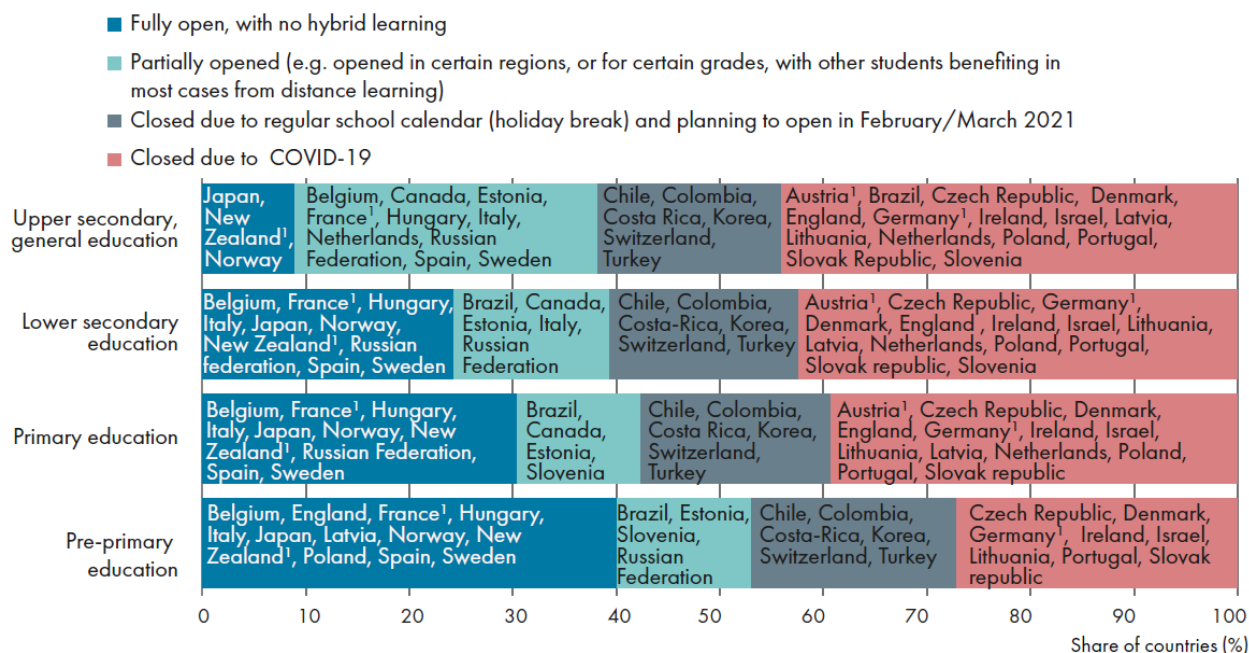 Fully open, with no hybrid learning
Partially opened (e.g. opened in certain regions, or for certain grades, with other students benefiting in
most cases from distance learning)
Closed due to regular school calendar (holiday break) and planning to open in February/March 2021
Closed due to COVID-19
Upper secondary,
general education
Japan,
New
Zealand¹,
Norway
Belgium, Canada, Estonia,
France¹, Hungary, Italy,
Netherlands, Russian
Federation, Spain, Sweden
Chile, Colombia,
Costa Rica, Korea,
Switzerland,
Turkey
Austria¹, Brazil, Czech Republic, Denmark,
England, Germany¹, Ireland, Israel, Latvia,
Lithuania, Netherlands, Poland, Portugal,
Slovak Republic, Slovenia
Lower secondary
education
Belgium, France¹, Hungary,
Italy, Japan, Norway,
New Zealand¹, Russian
federation, Spain, Sweden
Brazil, Canada,
Estonia, Italy,
Russian
Federation
Chile, Colombia,
Costa-Rica, Korea,
Switzerland, Turkey
Austria¹, Czech Republic, Germany¹,
Denmark, England , Ireland, Israel, Lithuania,
Latvia, Netherlands, Poland, Portugal,
Slovak republic, Slovenia
Primary education
Belgium, France¹, Hungary,
Italy, Japan, Norway, New
Zealand¹, Russian Federation,
Spain, Sweden
Brazil,
Canada,
Estonia,
Slovenia
Chile, Colombia,
Costa Rica, Korea,
Switzerland,
Turkey
Austria¹, Czech Republic, Denmark,
England, Germany¹, Ireland, Israel,
Lithuania, Latvia, Netherlands, Poland,
Portugal, Slovak republic
Pre-primary
education
Belgium, England, France¹, Hungary,
Italy, Japan, Latvia, Norway, New
Zealand¹, Poland, Spain, Sweden
Brazil, Estonia,
Slovenia,
Russian
Federation
Chile, Colombia,
Costa-Rica, Korea,
Switzerland, Turkey
Czech Republic, Denmark,
Germany¹, Ireland, Israel,
Lithuania, Portugal, Slovak
republic
0 10 20 30 40 50 60 70 80 90 100
Share of countries (%)